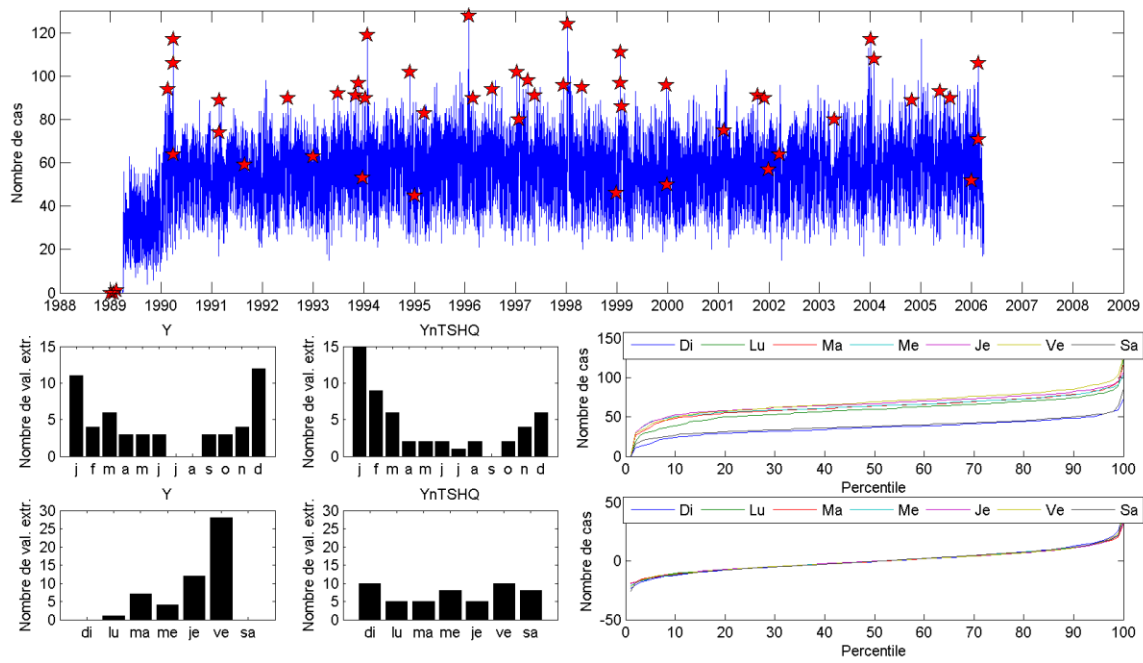 120
100
80
60
40
20
0
Nombre de cas
1988 1989 1990 1991 1992 1993 1994 1995 1996 1997 1998 1999 2000 2001 2002 2003 2004 2005 2006 2007 2008 2009
Y
15
10
5
0
Nombre de val. extr.
j f m a m j j a s o n d
YnTSHQ
15
10
5
0
Nombre de val. extr.
j f m a m j j a s o n d
150
100
50
0
Nombre de cas
Di Lu Ma Me Je Ve Sa
0 10 20 30 40 50 60 70 80 90 100
Percentile
Y
30
25
20
15
10
5
0
Nombre de val. extr.
di lu ma me je ve sa
YnTSHQ
30
25
20
15
10
5
0
Nombre de val. extr.
di lu ma me je ve sa
50
0
-50
Nombre de cas
Di Lu Ma Me Je Ve Sa
0 10 20 30 40 50 60 70 80 90 100
Percentile